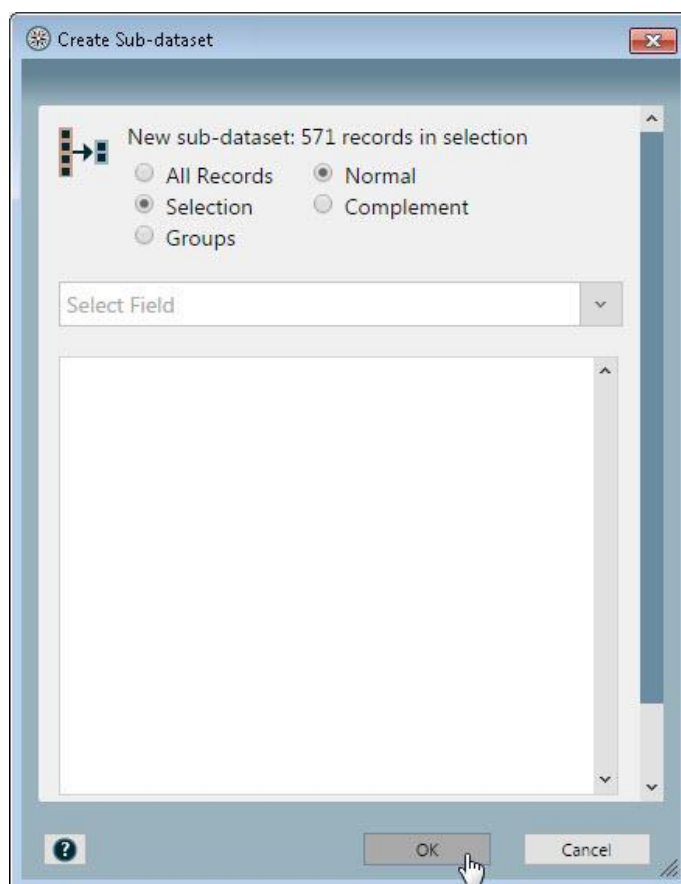 Create Sub-dataset
New sub-dataset: 571 records in selection
All Records Normal
Selection Complement
Groups
Select Field
?
OK Cancel